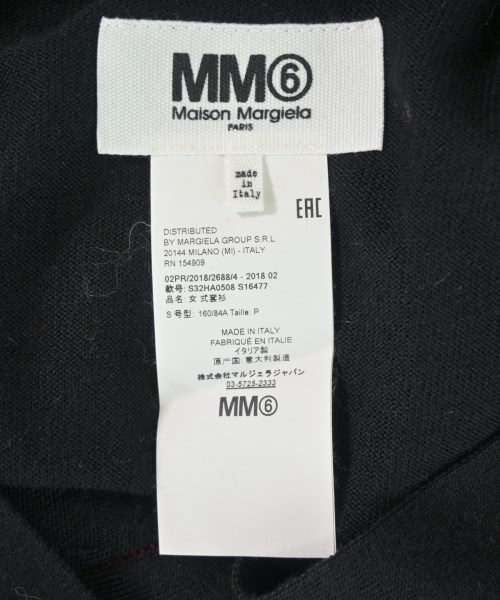 MM⑥
Maison Margiela
PARIS
made
in
Italy
EAC
DISTRIBUTED
BY MARGIELA GROUP S.R.L
20144 MILANO (MI) - ITALY
RN 154909
02PR/2018/2688/4 - 2018 02
款号: S32HA0508 S16477
品名: 女 式套衫
S 号型: 160/84A Taille: P
MADE IN ITALY
FABRIQUÉ EN ITALIE
イタリア製
原产国: 意大利製造
株式会社マルジェラジャパン
03-5725-2333
MM⑥